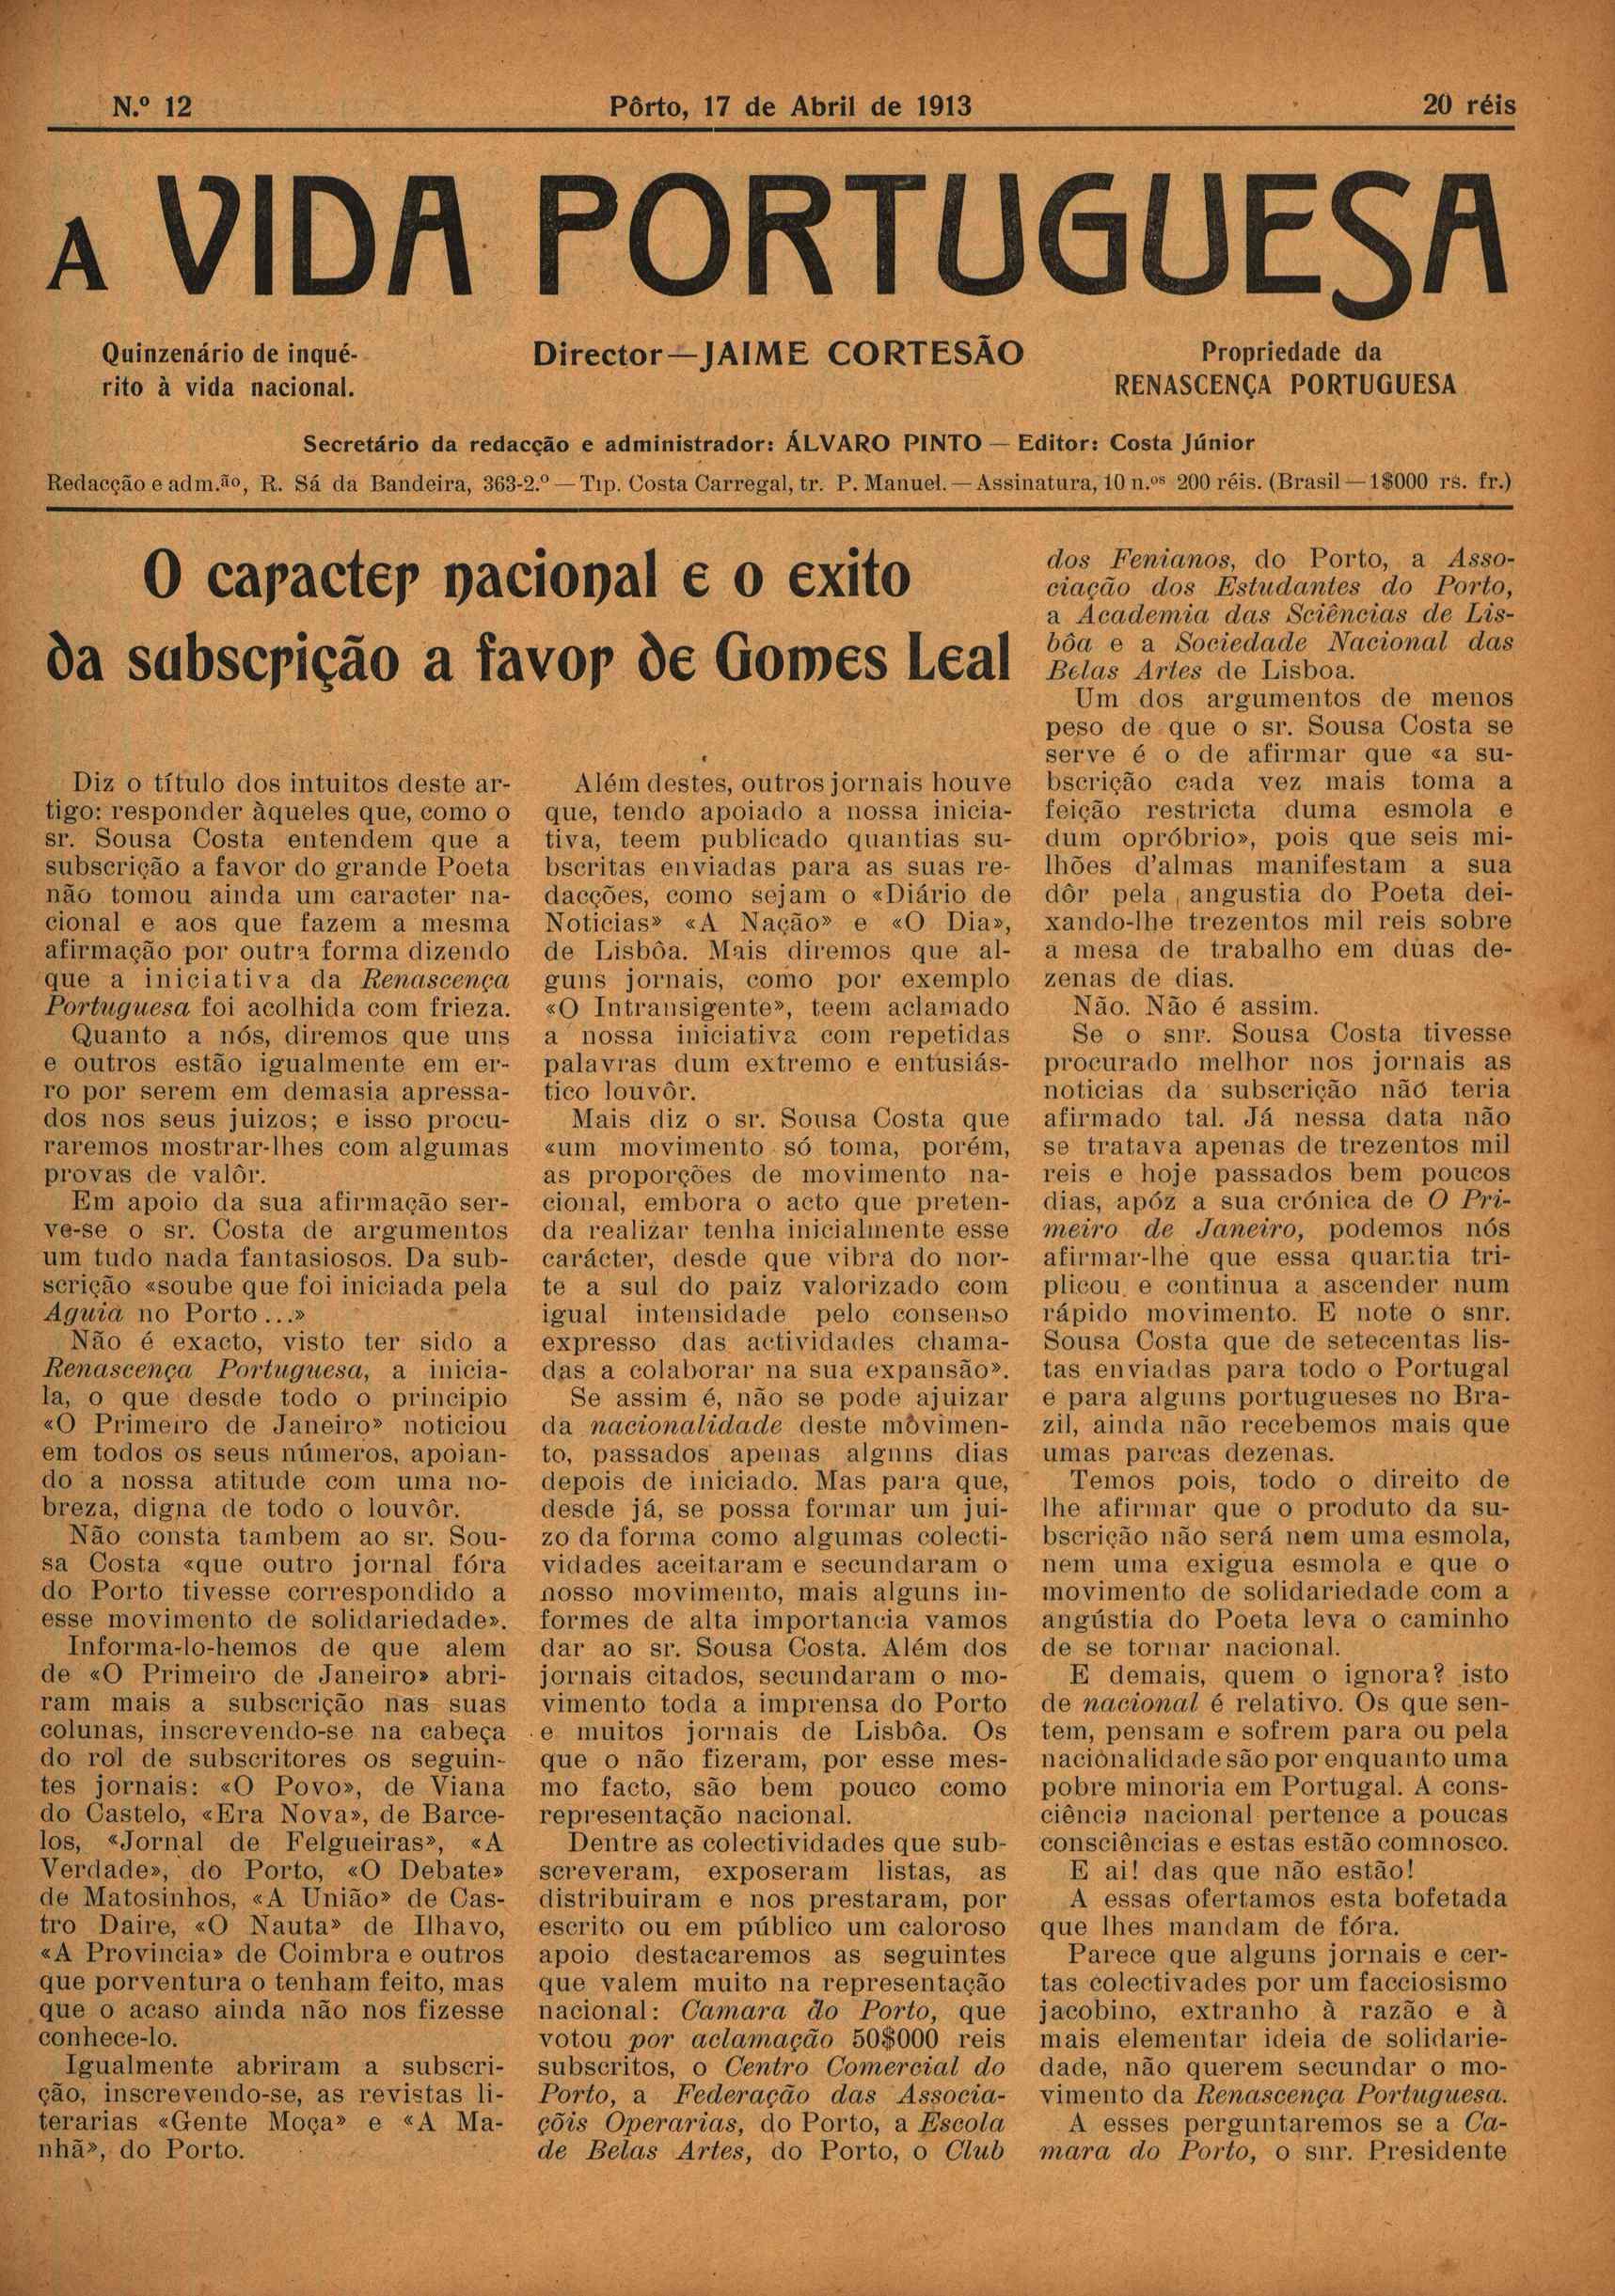 N.º 12
Pôrto, 17 de Abril de 1913
20 réis
A VIDA PORTUGUESA
Quinzenário de inqué-
rito à vida nacional.
Director—JAIME CORTESÃO
Propriedade da
RENASCENÇA PORTUGUESA
Secretário da redacção e administrador: ÁLVARO PINTO — Editor: Costa Júnior
Redacção e adm.ão, R. Sá da Bandeira, 363-2.º — Tip. Costa Carregal, tr. P. Manuel. — Assinatura, 10 n.os 200 réis. (Brasil — 1$000 rs. fr.)
O caracter nacional e o exito
da subscrição a favor de Gomes Leal
Diz o título dos intuitos deste ar-
tigo: responder àqueles que, como o
sr. Sousa Costa entendem que a
subscrição a favor do grande Poeta
não tomou ainda um caracter na-
cional e aos que fazem a mesma
afirmação por outra forma dizendo
que a iniciativa da Renascença
Portuguesa foi acolhida com frieza.
Quanto a nós, diremos que uns
e outros estão igualmente em er-
ro por serem em demasia apressa-
dos nos seus juizos; e isso procu-
raremos mostrar-lhes com algumas
provas de valôr.
Em apoio da sua afirmação ser-
ve-se o sr. Costa de argumentos
um tudo nada fantasiosos. Da sub-
scrição «soube que foi iniciada pela
Aguia no Porto...»
Não é exacto, visto ter sido a
Renascença Portuguesa, a inicia-
la, o que desde todo o principio
«O Primeiro de Janeiro» noticiou
em todos os seus números, apoian-
do a nossa atitude com uma no-
breza, digna de todo o louvôr.
Não consta tambem ao sr. Sou-
sa Costa «que outro jornal fóra
do Porto tivesse correspondido a
esse movimento de solidariedade».
Informa-lo-hemos de que alem
de «O Primeiro de Janeiro» abri-
ram mais a subscrição nas suas
colunas, inscrevendo-se na cabeça
do rol de subscritores os seguin-
tes jornais: «O Povo», de Viana
do Castelo, «Era Nova», de Barce-
los, «Jornal de Felgueiras», «A
Verdade», do Porto, «O Debate»
de Matosinhos, «A União» de Cas-
tro Daire, «O Nauta» de Ilhavo,
«A Provincia» de Coimbra e outros
que porventura o tenham feito, mas
que o acaso ainda não nos fizesse
conhece-lo.
Igualmente abriram a subscri-
ção, inscrevendo-se, as revistas li-
terarias «Gente Moça» e «A Ma-
nhã», do Porto.
Além destes, outros jornais houve
que, tendo apoiado a nossa inicia-
tiva, teem publicado quantias su-
bscritas enviadas para as suas re-
dacções, como sejam o «Diário de
Noticias» «A Nação» e «O Dia»,
de Lisbôa. Mais diremos que al-
guns jornais, como por exemplo
«O Intransigente», teem aclamado
a nossa iniciativa com repetidas
palavras dum extremo e entusiás-
tico louvôr.
Mais diz o sr. Sousa Costa que
«um movimento só toma, porém,
as proporções de movimento na-
cional, embora o acto que preten-
da realizar tenha inicialmente esse
carácter, desde que vibra do nor-
te a sul do paiz valorizado com
igual intensidade pelo consenso
expresso das actividades chama-
das a colaborar na sua expansão».
Se assim é, não se pode ajuizar
da nacionalidade deste movimen-
to, passados apenas algnns dias
depois de iniciado. Mas para que,
desde já, se possa formar um jui-
zo da forma como algumas colecti-
vidades aceitaram e secundaram o
nosso movimento, mais alguns in-
formes de alta importancia vamos
dar ao sr. Sousa Costa. Além dos
jornais citados, secundaram o mo-
vimento toda a imprensa do Porto
e muitos jornais de Lisbôa. Os
que o não fizeram, por esse mes-
mo facto, são bem pouco como
representação nacional.
Dentre as colectividades que sub-
screveram, exposeram listas, as
distribuiram e nos prestaram, por
escrito ou em público um caloroso
apoio destacaremos as seguintes
que valem muito na representação
nacional: Camara do Porto, que
votou por aclamação 50$000 reis
subscritos, o Centro Comercial do
Porto, a Federação das Associa-
çõis Operarias, do Porto, a Escola
de Belas Artes, do Porto, o Club
dos Fenianos, do Porto, a Asso-
ciação dos Estudantes do Porto,
a Academia das Sciências de Lis-
bôa e a Sociedade Nacional das
Belas Artes de Lisboa.
Um dos argumentos de menos
peso de que o sr. Sousa Costa se
serve é o de afirmar que «a su-
bscrição cada vez mais toma a
feição restricta duma esmola e
dum opróbrio», pois que seis mi-
lhões d'almas manifestam a sua
dôr pela angustia do Poeta dei-
xando-lhe trezentos mil reis sobre
a mesa de trabalho em duas de-
zenas de dias.
Não. Não é assim.
Se o snr. Sousa Costa tivesse
procurado melhor nos jornais as
noticias da subscrição não teria
afirmado tal. Já nessa data não
se tratava apenas de trezentos mil
reis e hoje passados bem poucos
dias, apóz a sua crónica de O Pri-
meiro de Janeiro, podemos nós
afirmar-lhe que essa quantia tri-
plicou e continua a ascender num
rápido movimento. E note o snr.
Sousa Costa que de setecentas lis-
tas enviadas para todo o Portugal
e para alguns portugueses no Bra-
zil, ainda não recebemos mais que
umas parcas dezenas.
Temos pois, todo o direito de
lhe afirmar que o produto da su-
bscrição não será nem uma esmola,
nem uma exigua esmola e que o
movimento de solidariedade com a
angústia do Poeta leva o caminho
de se tornar nacional.
E demais, quem o ignora? isto
de nacional é relativo. Os que sen-
tem, pensam e sofrem para ou pela
nacionalidade são por enquanto uma
pobre minoria em Portugal. A cons-
ciência nacional pertence a poucas
consciências e estas estão comnosco.
E ai! das que não estão!
A essas ofertamos esta bofetada
que lhes mandam de fóra.
Parece que alguns jornais e cer-
tas colectivades por um facciosismo
jacobino, extranho à razão e à
mais elementar ideia de solidarie-
dade, não querem secundar o mo-
vimento da Renascença Portuguesa.
A esses perguntaremos se a Ca-
mara do Porto, o snr. Presidente